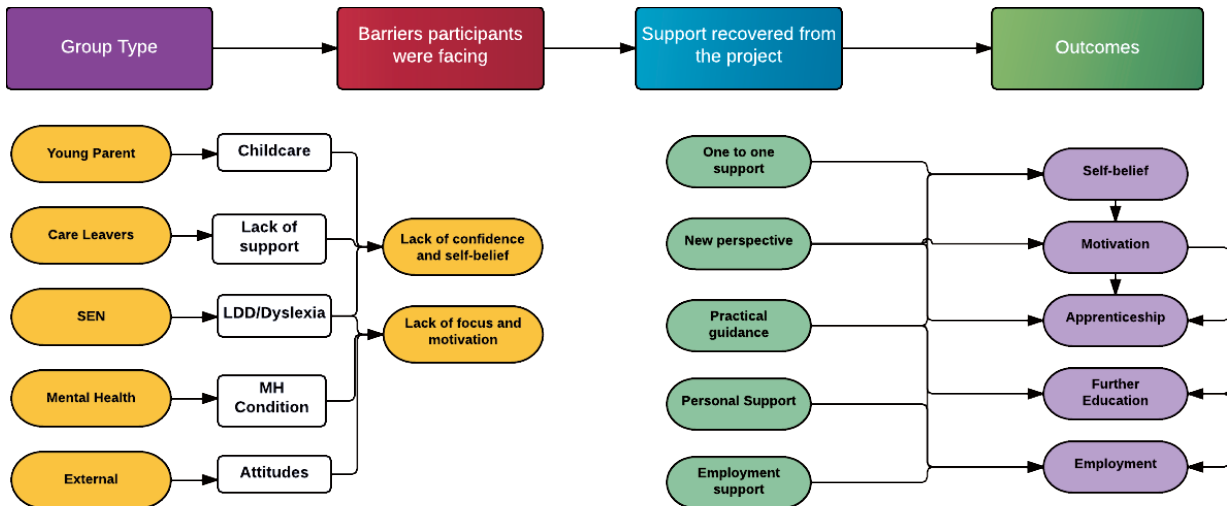 Group Type
Barriers participants
were facing
Support recovered from
the project
Outcomes
Young Parent
Childcare
Care Leavers
Lack of
support
SEN
LDD/Dyslexia
Mental Health
MH
Condition
External
Attitudes
Lack of confidence
and self-belief
Lack of focus and
motivation
One to one
support
New perspective
Practical
guidance
Personal Support
Employment
support
Self-belief
Motivation
Apprenticeship
Further
Education
Employment